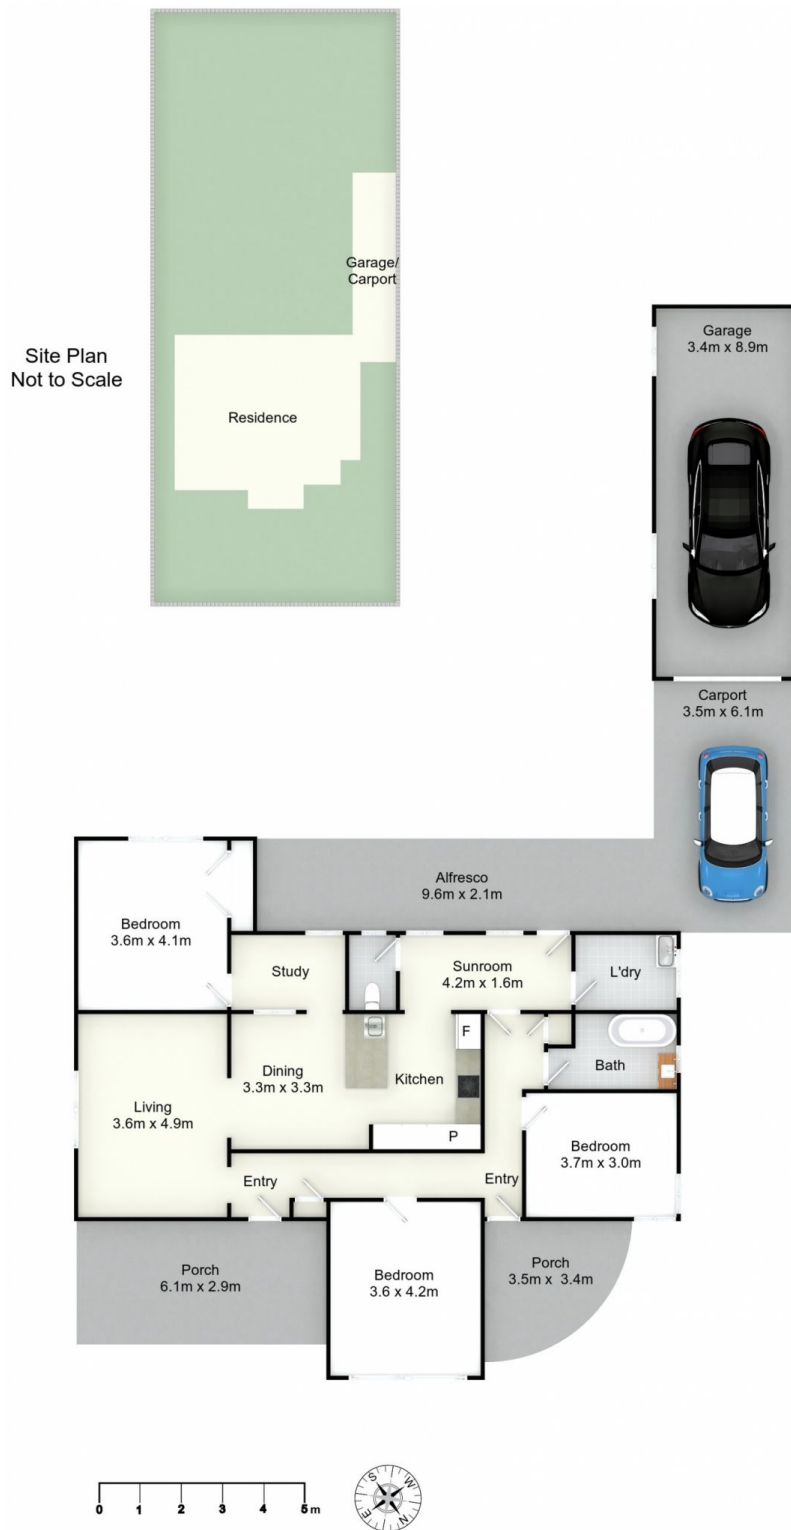 Site Plan
Not to Scale
Garage/
Carport
Residence
Garage
3.4m x 8.9m
Carport
3.5m x 6.1m
Alfresco
9.6m x 2.1m
Bedroom
3.6m x 4.1m
Study
Sunroom
4.2m x 1.6m
L'dry
F
Dining
3.3m x 3.3m
Kitchen
Bath
Living
3.6m x 4.9m
P
Bedroom
3.7m x 3.0m
Entry
Entry
Porch
6.1m x 2.9m
Bedroom
3.6 x 4.2m
Porch
3.5m x 3.4m
0 1 2 3 4 5 m
S
W
E
N